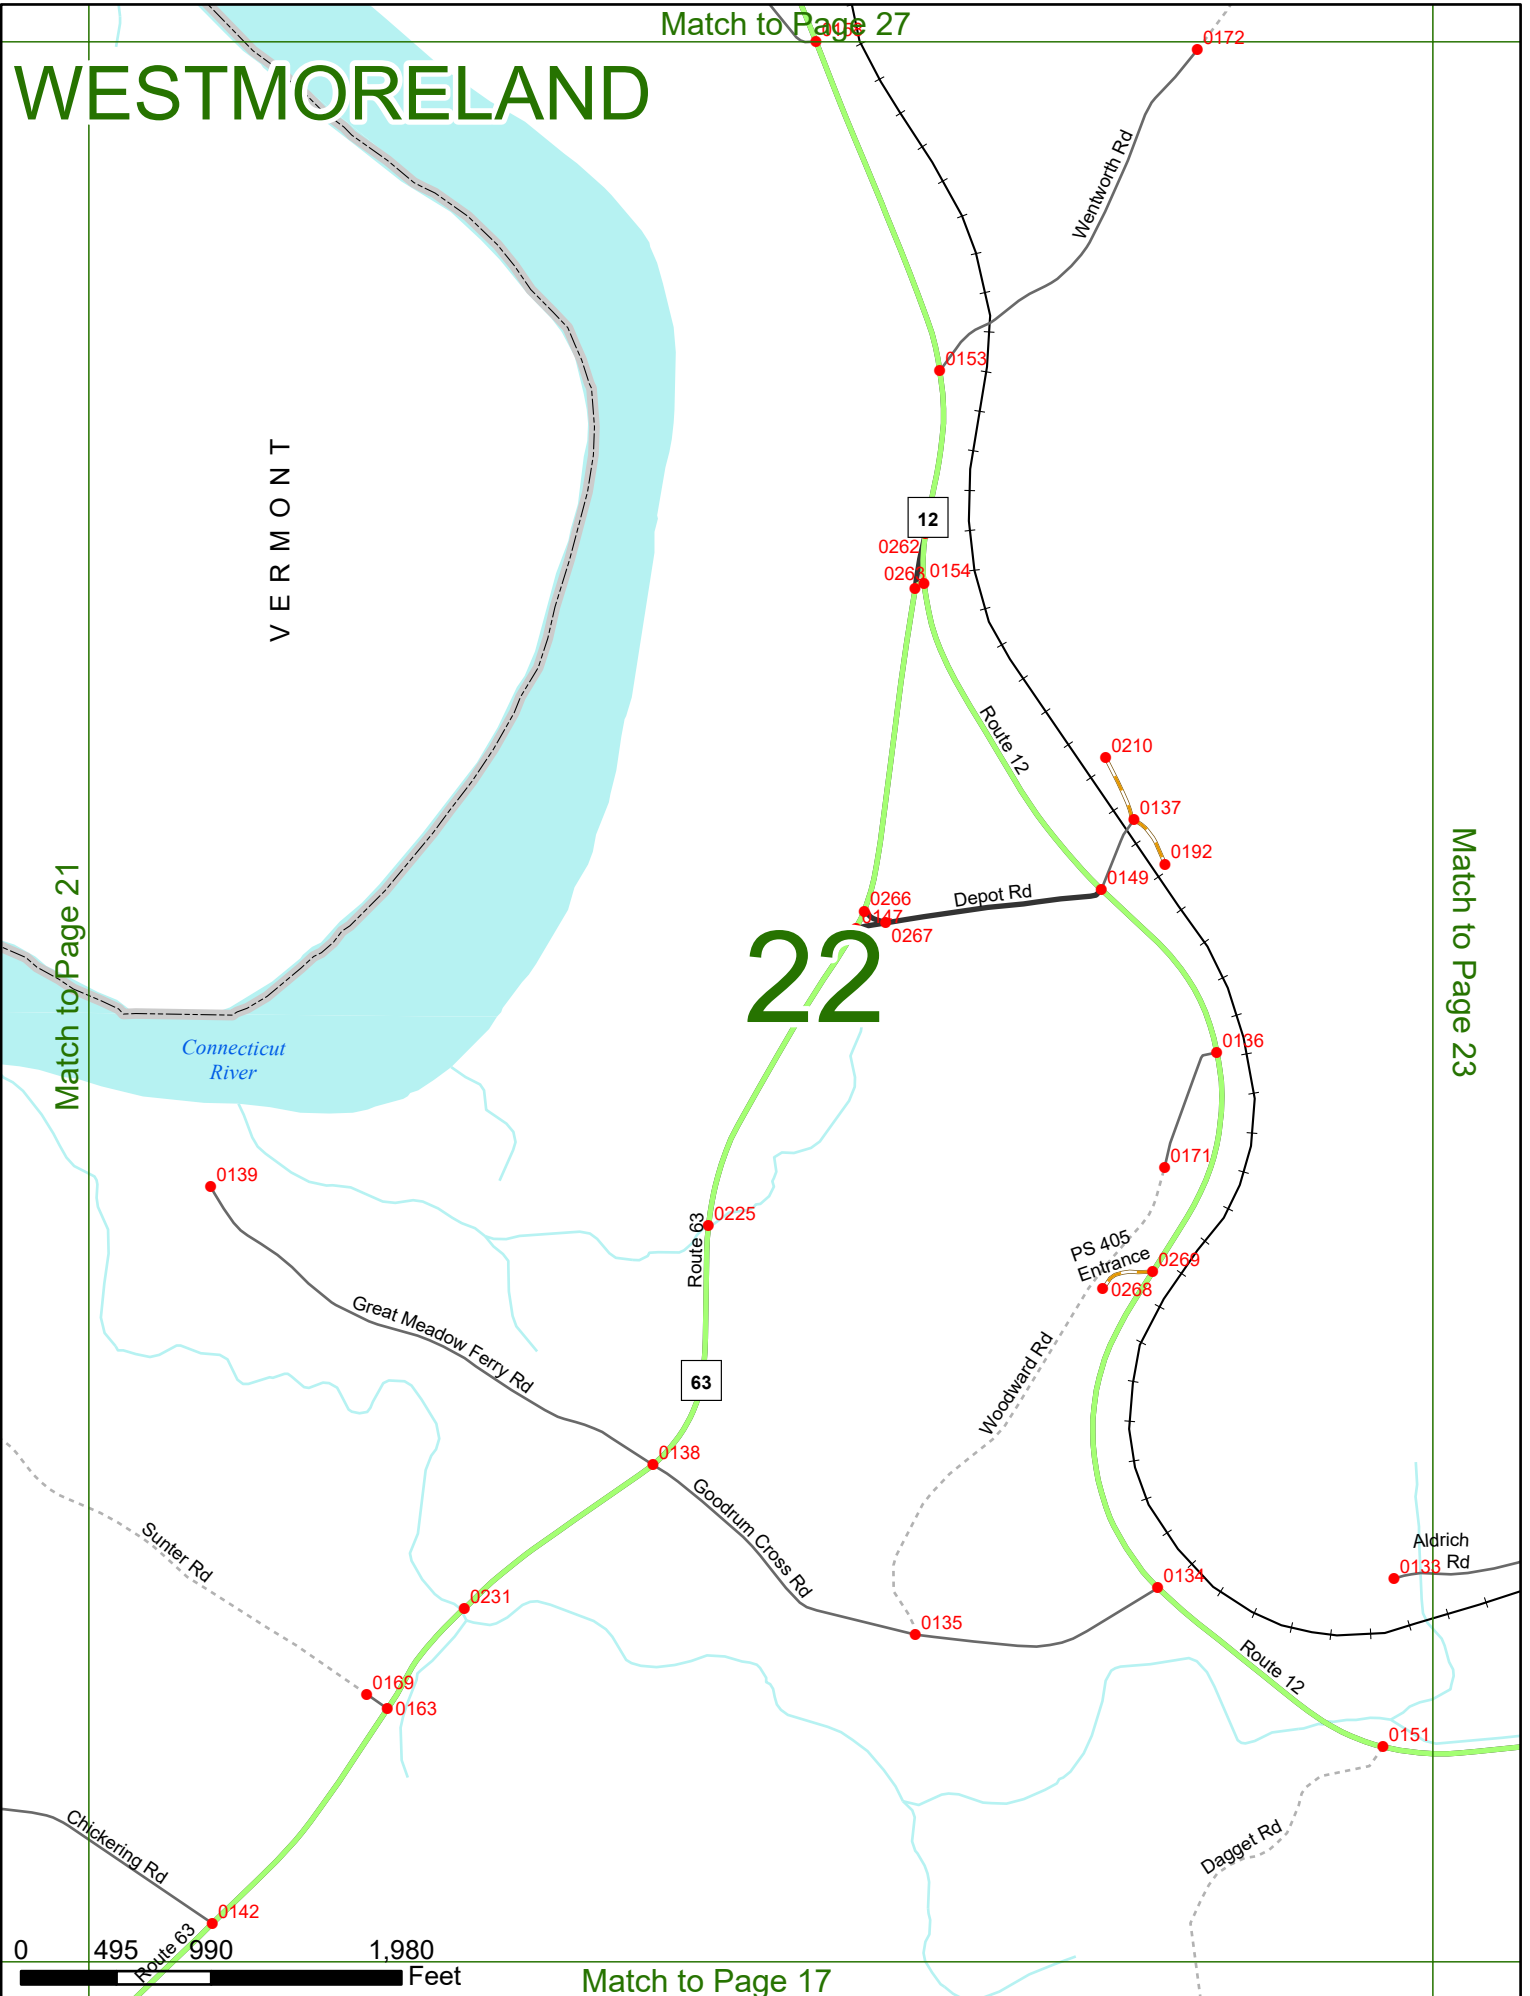 Match to Page 27
0172
WESTMORELAND
Wentworth Rd
0153
VERMONT
12
0262
0263
0154
Route 12
0210
0137
0192
0149
Depot Rd
0266
0147
0267
22
Match to Page 21
Match to Page 23
Connecticut
River
0136
0171
0139
0225
Route 63
PS 405
Entrance
0269
0268
Great Meadow Ferry Rd
63
Woodward Rd
0138
Goodrum Cross Rd
Sunter Rd
Aldrich
Rd
0133
0134
0231
0135
Route 12
0169
0163
0151
Chickering Rd
Dagget Rd
0142
Route 63
0 495 990 1,980
Feet
Match to Page 17